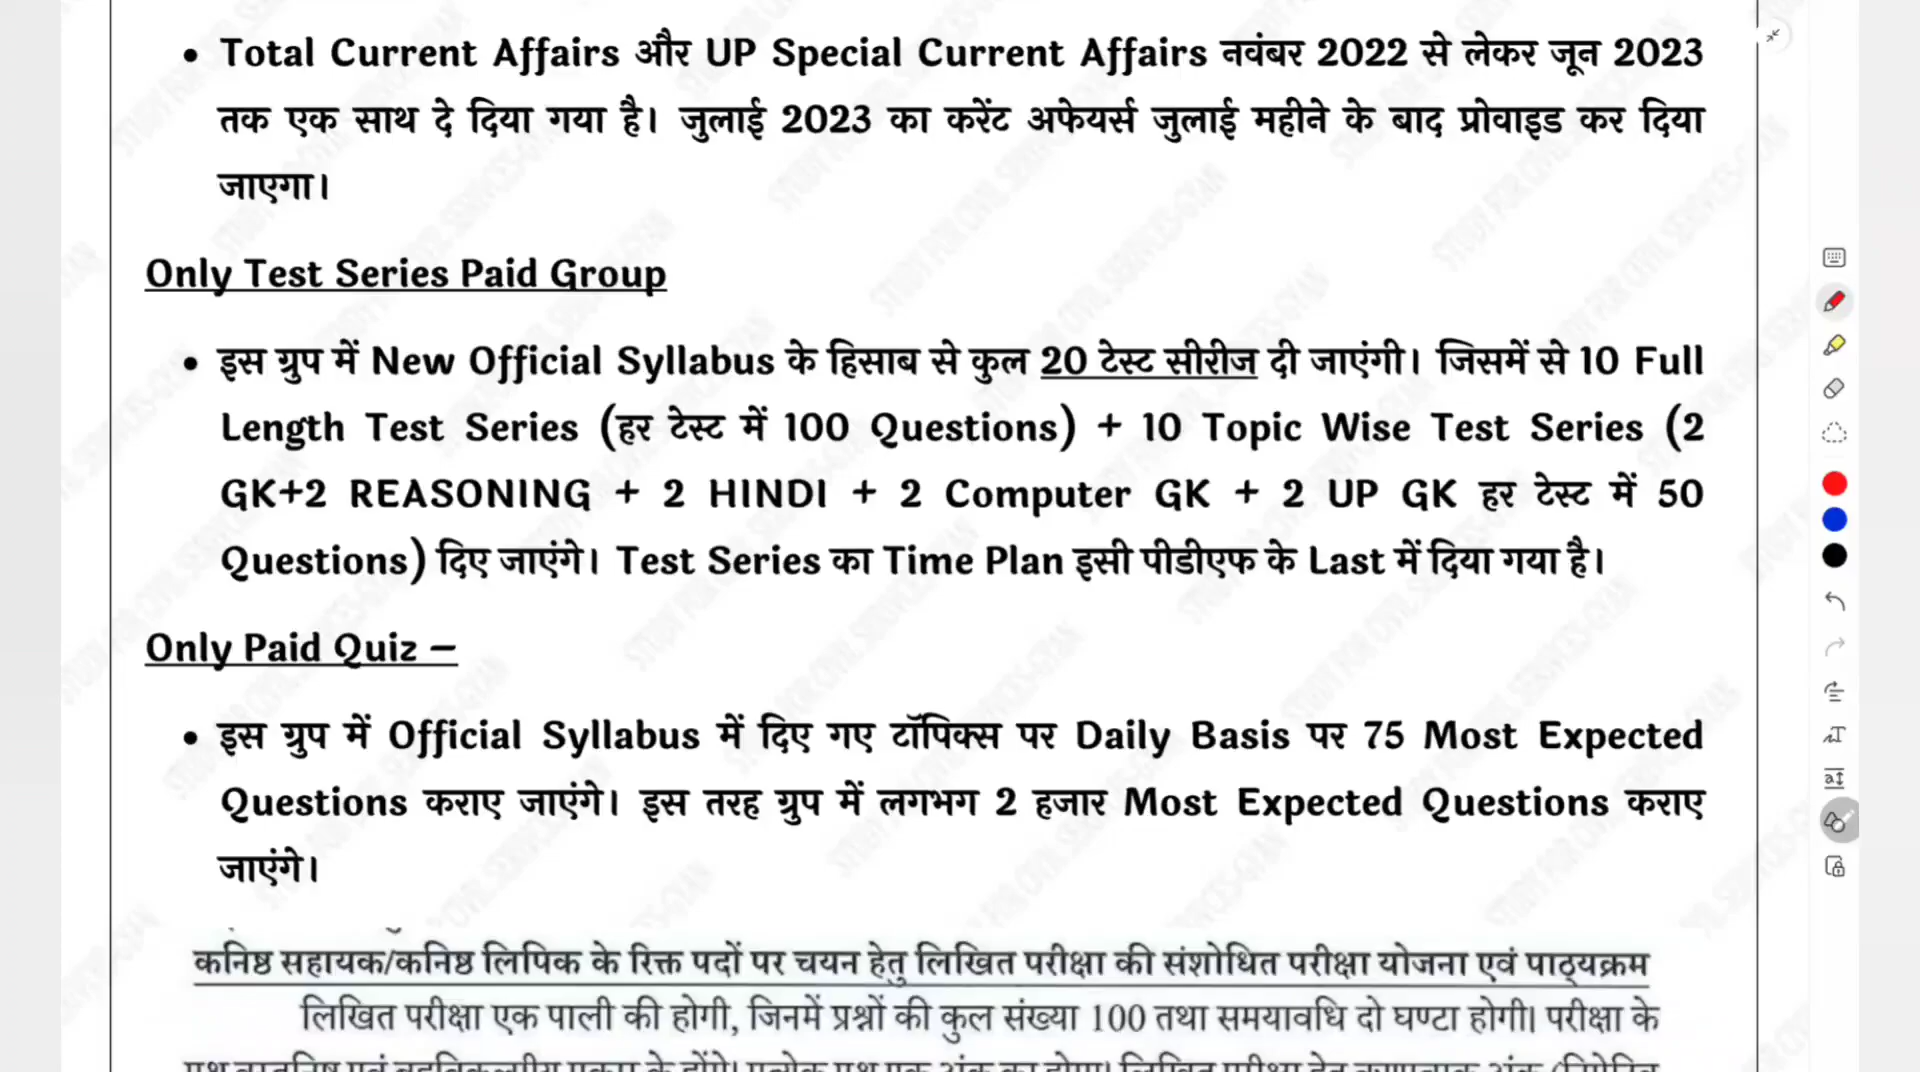 • Total Current Affairs और UP Special Current Affairs नवंबर 2022 से लेकर जून 2023
तक एक साथ दे दिया गया है। जुलाई 2023 का करेंट अफेयर्स जुलाई महीने के बाद प्रोवाइड कर दिया
जाएगा।
Only Test Series Paid Group
• इस ग्रुप में New Official Syllabus के हिसाब से कुल 20 टेस्ट सीरीज दी जाएंगी। जिसमें से 10 Full
Length Test Series (हर टेस्ट में 100 Questions) + 10 Topic Wise Test Series (2
GK+2 REASONING + 2 HINDI + 2 Computer GK + 2 UP GK हर टेस्ट में 50
Questions) दिए जाएंगे। Test Series का Time Plan इसी पीडीएफ के Last में दिया गया है।
Only Paid Quiz –
• इस ग्रुप में Official Syllabus में दिए गए टॉपिक्स पर Daily Basis पर 75 Most Expected
Questions कराए जाएंगे। इस तरह ग्रुप में लगभग 2 हजार Most Expected Questions कराए
जाएंगे।
कनिष्ठ सहायक/कनिष्ठ लिपिक के रिक्त पदों पर चयन हेतु लिखित परीक्षा की संशोधित परीक्षा योजना एवं पाठ्यक्रम
लिखित परीक्षा एक पाली की होगी, जिनमें प्रश्नों की कुल संख्या 100 तथा समयावधि दो घण्टा होगी। परीक्षा के